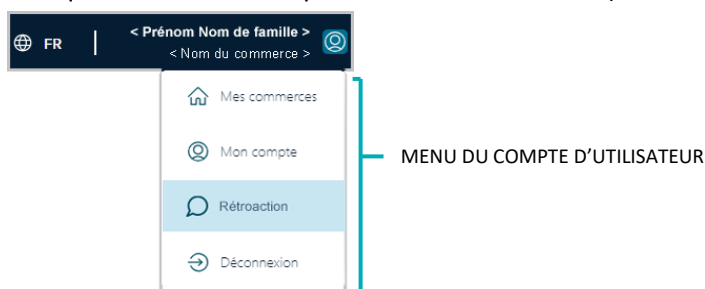 FR
< Prénom Nom de famille >
< Nom du commerce >
Mes commerces
Mon compte
MENU DU COMPTE D’UTILISATEUR
Rétroaction
Déconnexion